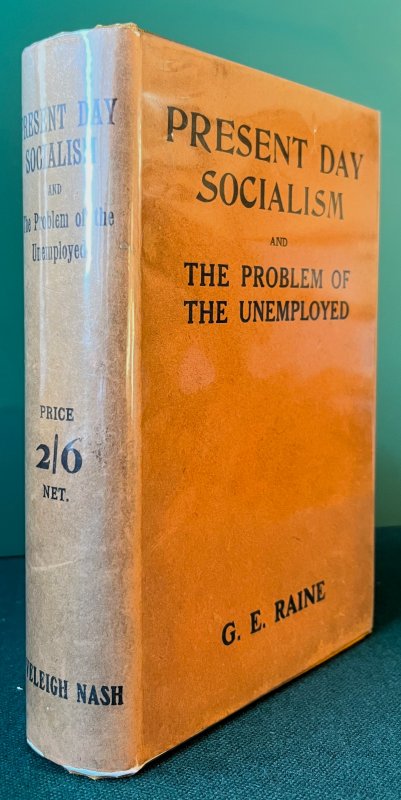 PRESENT DAY
SOCIALISM
AND
The Problem of the
Unemployed
PRICE
2/6
NET.
EVELEIGH NASH
PRESENT DAY
SOCIALISM
AND
THE PROBLEM OF
THE UNEMPLOYED
G. E. RAINE